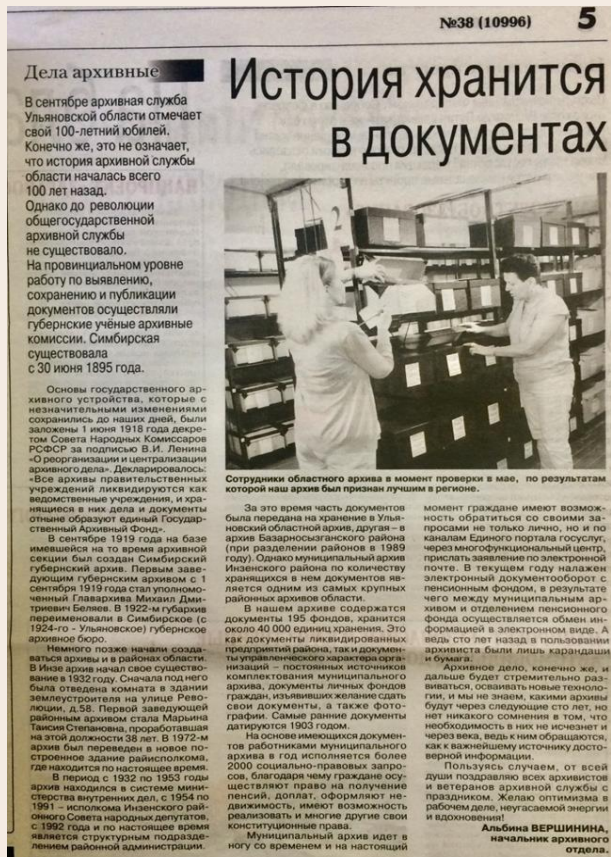 №38 (10996) 5
Дела архивные
История хранится
в документах
В сентябре архивная служба
Ульяновской области отмечает
свой 100-летний юбилей.
Конечно же, это не означает,
что история архивной службы
области началась всего
100 лет назад.
Однако до революции
общегосударственной
архивной службы
не существовало.
На провинциальном уровне
работу по выявлению,
сохранению и публикации
документов осуществляли
губернские учёные архивные
комиссии. Симбирская
существовала
с 30 июня 1895 года.
Основы государственного ар-
хивного устройства, которые с
незначительными изменениями
сохранились до наших дней, были
заложены 1 июня 1918 года декре-
том Совета Народных Комиссаров
РСФСР за подписью В.И. Ленина
«О реорганизации и централизации
архивного дела». Декларировалось:
«Все архивы правительственных
учреждений ликвидируются как
ведомственные учреждения, и хра-
нящиеся в них дела и документы
отныне образуют единый Государ-
ственный Архивный Фонд».
В сентябре 1919 года на базе
имевшейся на то время архивной
секции был создан Симбирский
губернский архив. Первым заве-
дующим губернским архивом с 1
сентября 1919 года стал уполномо-
ченный Главархива Михаил Дми-
триевич Беляев. В 1922-м губархив
переименовали в Симбирское (с
1924-го - Ульяновское) губернское
архивное бюро.
Немного позже начали созда-
ваться архивы и в районах области.
В Инзе архив начал свое существо-
вание в 1932 году. Сначала под него
была отведена комната в здании
землеустроителя на улице Рево-
люции, д.58. Первой заведующей
районным архивом стала Марьина
Таисия Степановна, проработавшая
на этой должности 38 лет. В 1972-м
архив был переведен в новое по-
строенное здание райисполкома,
где находится по настоящее время.
В период с 1932 по 1953 годы
архив находился в системе мини-
стерства внутренних дел, с 1954 по
1991 – исполкома Инзенского рай-
онного Совета народных депутатов,
с 1992 года и по настоящее время
является структурным подразде-
лением районной администрации.
Сотрудники областного архива в момент проверки в мае, по результатам
которой наш архив был признан лучшим в регионе.
За это время часть документов
была передана на хранение в Улья-
новский областной архив, другая – в
архив Базарносызганского района
(при разделении районов в 1989
году). Однако муниципальный архив
Инзенского района по количеству
хранящихся в нем документов яв-
ляется одним из самых крупных
районных архивов области.
В нашем архиве содержатся
документы 195 фондов, хранится
около 40 000 единиц хранения. Это
как документы ликвидированных
предприятий района, так и докумен-
ты управленческого характера орга-
низаций – постоянных источников
комплектования муниципального
архива, документы личных фондов
граждан, изъявивших желание сдать
свои документы, а также фото-
графии. Самые ранние документы
датируются 1903 годом.
На основе имеющихся докумен-
тов работниками муниципального
архива в год исполняется более
2000 социально-правовых запро-
сов, благодаря чему граждане осу-
ществляют право на получение
пенсий, доплат, оформляют не-
движимость, имеют возможность
реализовать и многие другие свои
конституционные права.
Муниципальный архив идет в
ногу со временем и на настоящий
момент граждане имеют возмож-
ность обратиться со своими за-
просами не только лично, но и по
каналам Единого портала госуслуг,
через многофункциональный центр,
прислать заявление по электронной
почте. В текущем году налажен
электронный документооборот с
пенсионным фондом, в результате
чего между муниципальным ар-
хивом и отделением пенсионного
фонда осуществляется обмен ин-
формацией в электронном виде. А
ведь сто лет назад в пользовании
архивиста были лишь карандаши
и бумага.
Архивное дело, конечно же, и
дальше будет стремительно раз-
виваться, осваивать новые техноло-
гии, и мы не знаем, какими архивы
будут через следующие сто лет, но
нет никакого сомнения в том, что
необходимость в них не исчезнет и
через века, ведь к ним обращаются,
как к важнейшему источнику досто-
верной информации.
Пользуясь случаем, от всей
души поздравляю всех архивистов
и ветеранов архивной службы с
праздником. Желаю оптимизма в
рабочем деле, неугасаемой энергии
и вдохновения!
Альбина ВЕРШИНИНА,
начальник архивного
отдела.